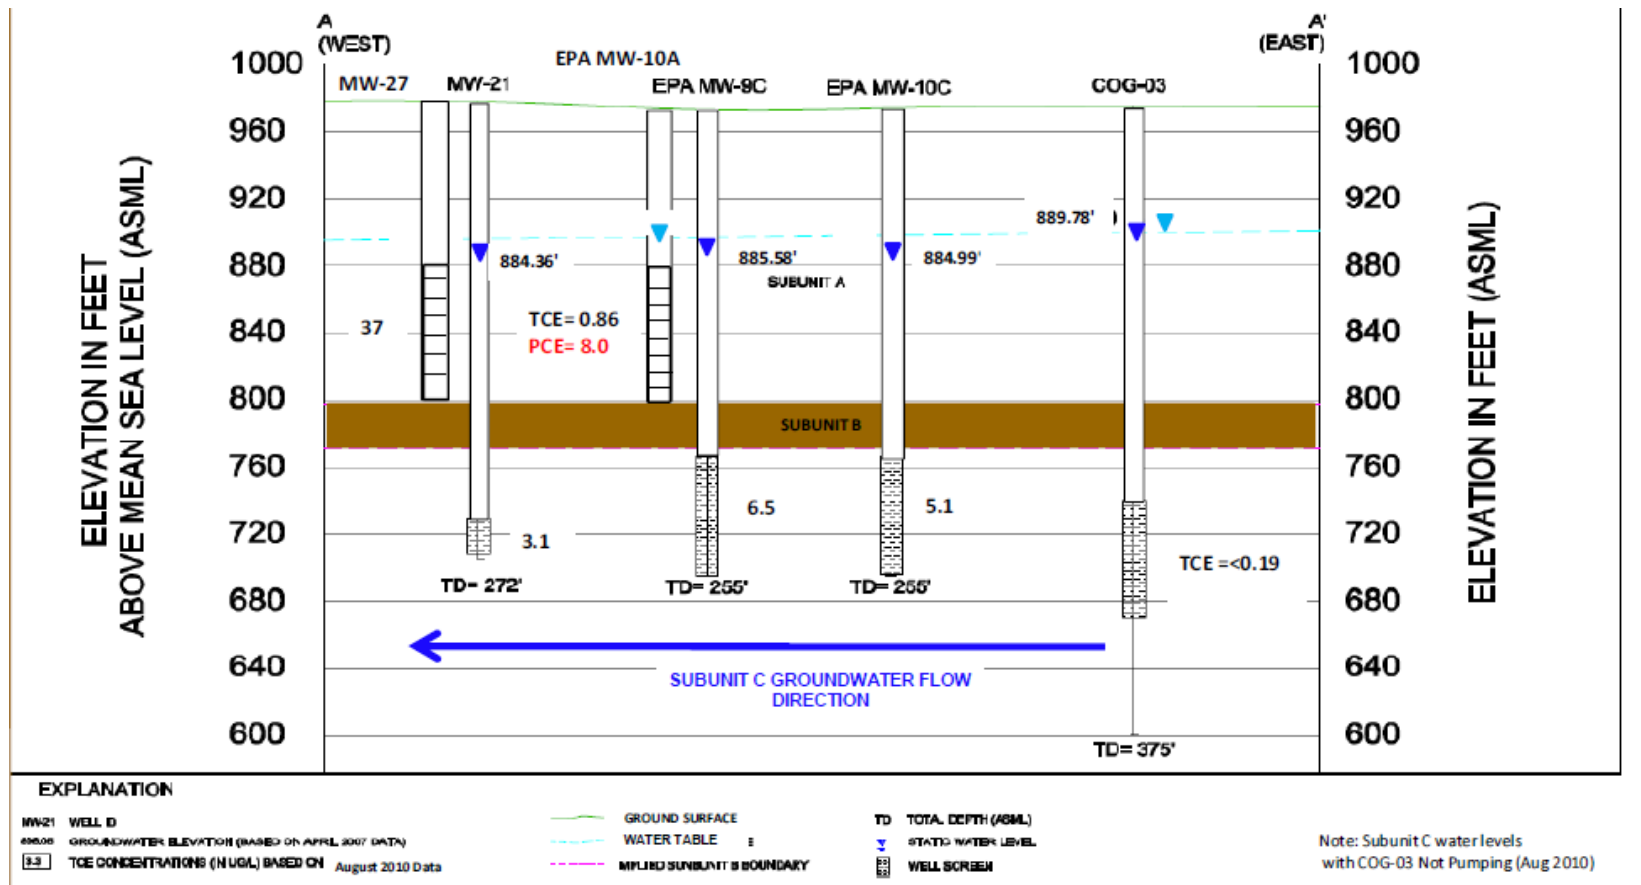 A
(WEST)
A'
(EAST)
EPA MW-10A
MW-27
MW-21
EPA MW-9C
EPA MW-10C
COG-03
1000
1000
960
960
920
920
880
880
840
840
800
800
760
760
720
720
680
680
640
640
600
600
ELEVATION IN FEET
ABOVE MEAN SEA LEVEL (ASML)
ELEVATION IN FEET (ASML)
889.78'
884.36'
885.58'
884.99'
SUBUNIT A
37
TCE= 0.86
PCE= 8.0
SUBUNIT B
3.1
6.5
5.1
TCE =<0.19
TD= 272'
TD= 255'
TD= 255'
TD= 375'
SUBUNIT C GROUNDWATER FLOW
DIRECTION
EXPLANATION
MW-21 WELL ID
GROUNDWATER ELEVATION (BASED ON APRIL 2007 DATA)
3.3 TCE CONCENTRATIONS (IN UG/L) BASED ON August 2010 Data
GROUND SURFACE
WATER TABLE
IMPLIED SUNBUNIT B BOUNDARY
TD TOTAL DEPTH (ASML)
STATIC WATER LEVEL
WELL SCREEN
Note: Subunit C water levels
with COG-03 Not Pumping (Aug 2010)